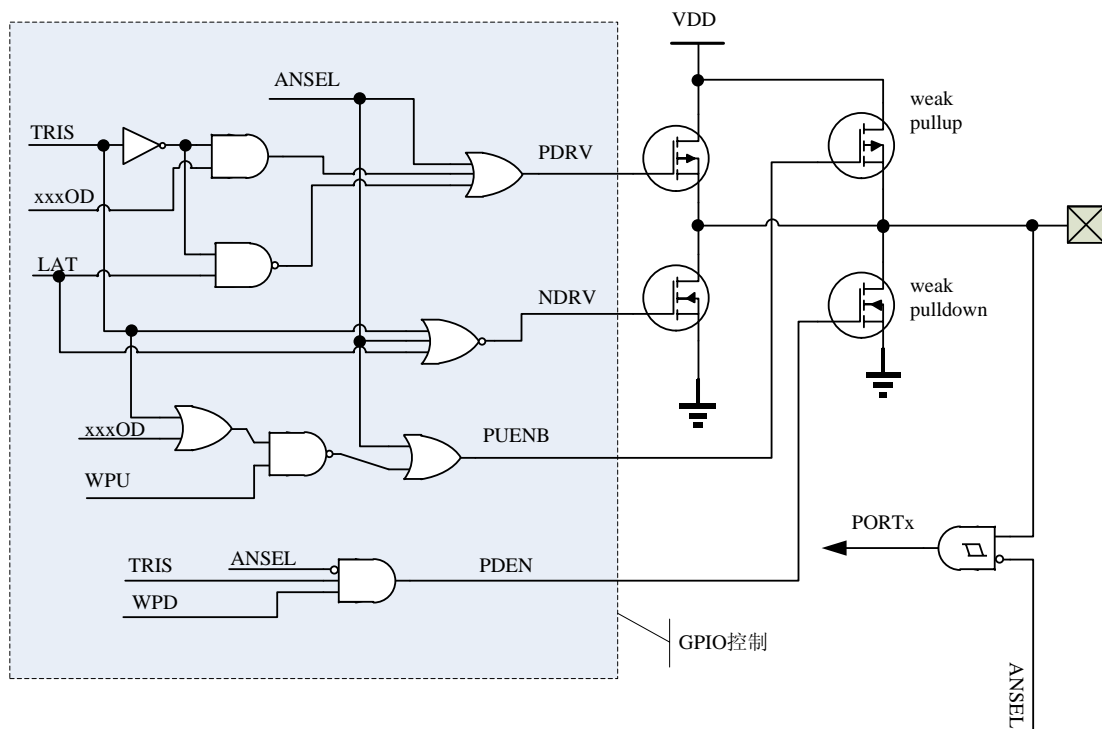 VDD
ANSEL
weak
pullup
TRIS
PDRV
xxxOD
LAT
NDRV
weak
pulldown
xxxOD
PUENB
WPU
PORTx
ANSEL
TRIS
PDEN
WPD
GPIO控制
ANSEL